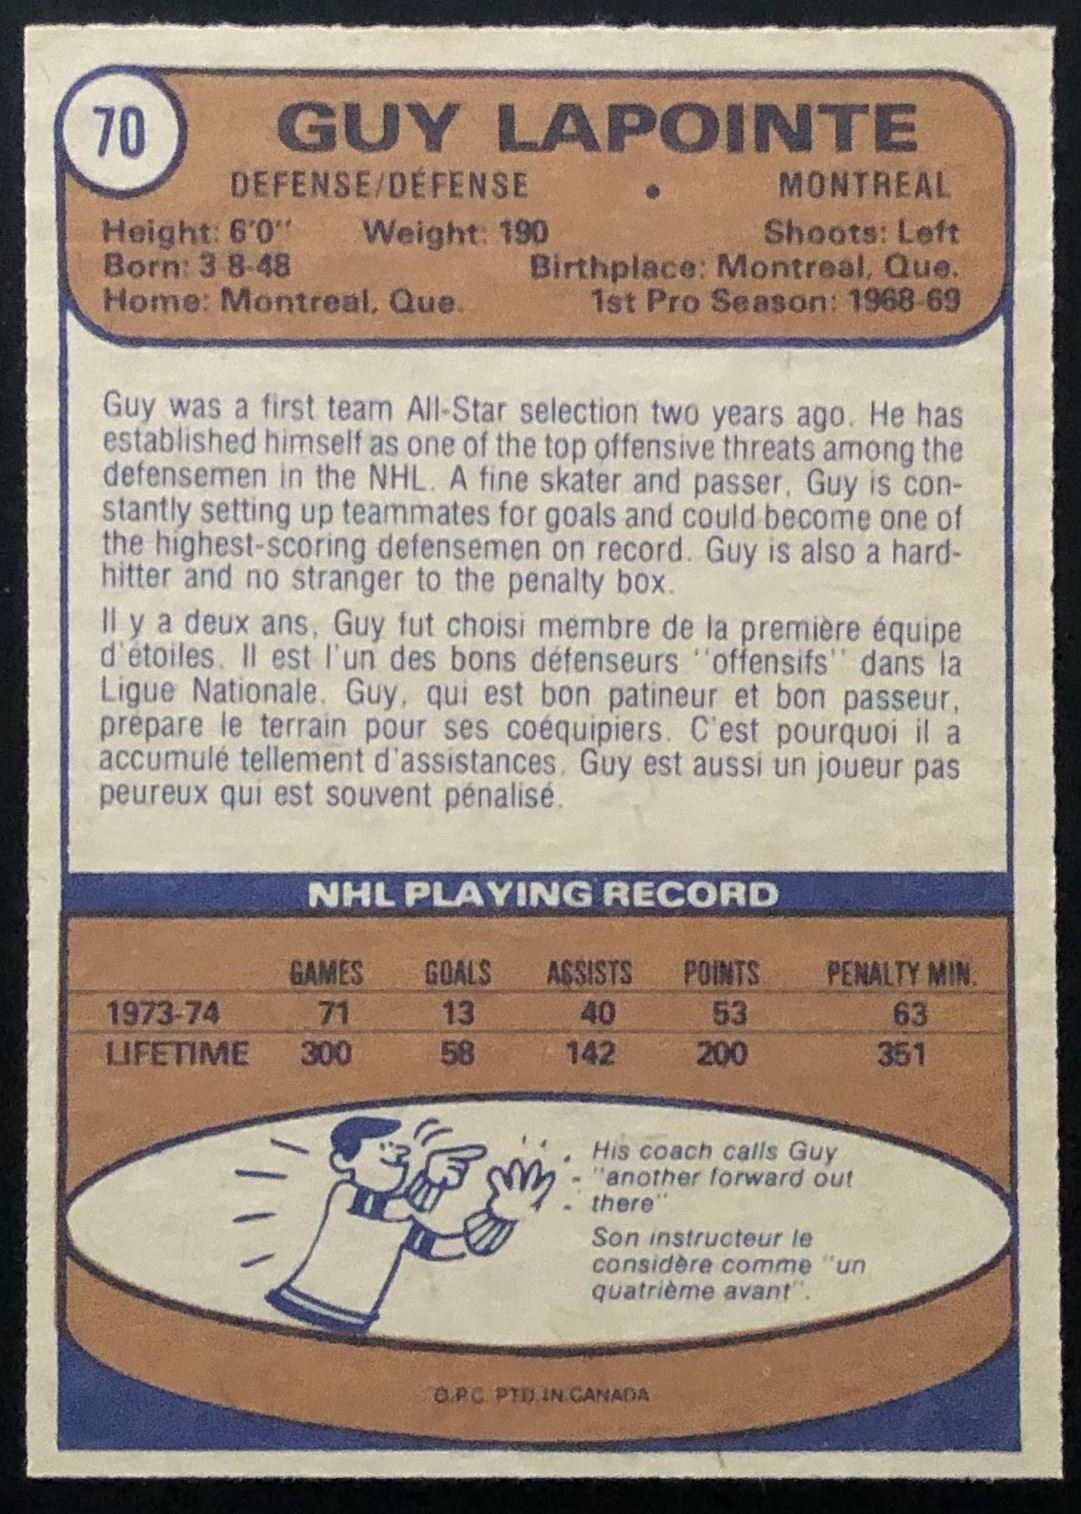 70
GUY LAPOINTE
DEFENSE/DÉFENSE • MONTREAL
Height: 6'0" Weight: 190 Shoots: Left
Born: 3-8-48 Birthplace: Montreal, Que.
Home: Montreal, Que. 1st Pro Season: 1968-69
Guy was a first team All-Star selection two years ago. He has
established himself as one of the top offensive threats among the
defensemen in the NHL. A fine skater and passer, Guy is con-
stantly setting up teammates for goals and could become one of
the highest-scoring defensemen on record. Guy is also a hard-
hitter and no stranger to the penalty box.
Il y a deux ans, Guy fut choisi membre de la première équipe
d'étoiles. Il est l'un des bons défenseurs "offensifs" dans la
Ligue Nationale. Guy, qui est bon patineur et bon passeur,
prépare le terrain pour ses coéquipiers. C'est pourquoi il a
accumulé tellement d'assistances. Guy est aussi un joueur pas
peureux qui est souvent pénalisé.
NHL PLAYING RECORD
GAMES GOALS ASSISTS POINTS PENALTY MIN.
1973-74 71 13 40 53 63
LIFETIME 300 58 142 200 351
His coach calls Guy
"another forward out
there"
Son instructeur le
considère comme "un
quatrième avant".
O.P.C. PTD. IN CANADA